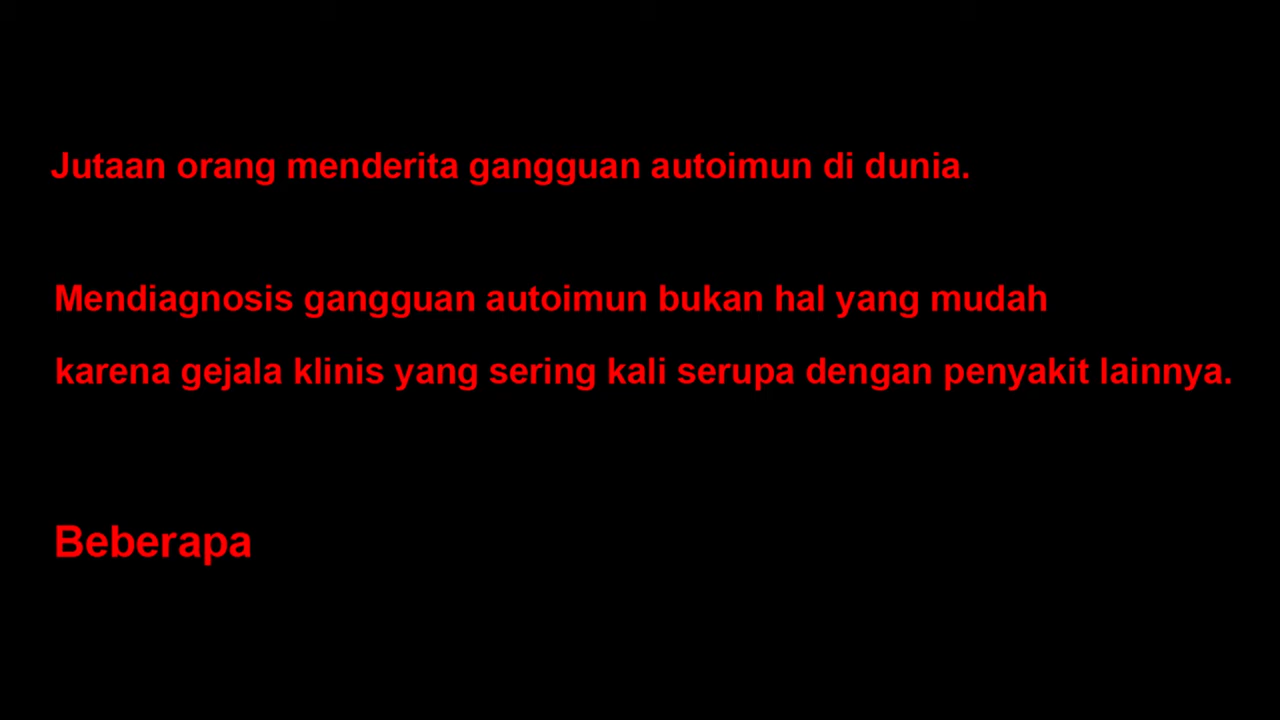 Jutaan orang menderita gangguan autoimun di dunia.
Mendiagnosis gangguan autoimun bukan hal yang mudah
karena gejala klinis yang sering kali serupa dengan penyakit lainnya.
Beberapa